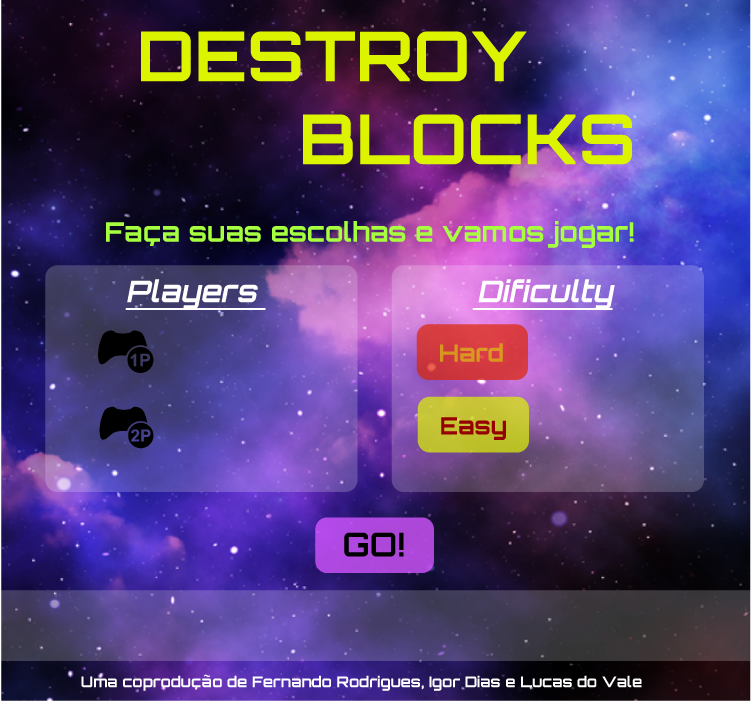 DESTROY
BLOCKS
Faça suas escolhas e vamos jogar!
Players
1P
2P
Dificulty
Hard
Easy
GO!
Uma coprodução de Fernando Rodrigues, Igor Dias e Lucas do Vale